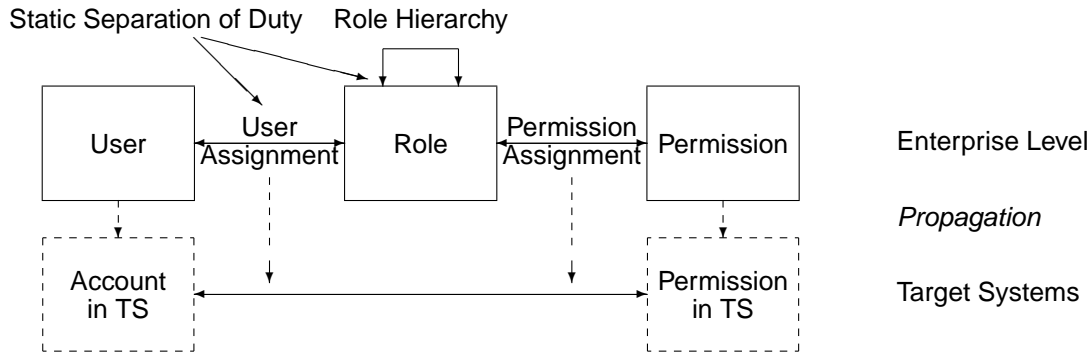 Static Separation of Duty
Role Hierarchy
User
User
Assignment
Role
Permission
Assignment
Permission
Enterprise Level
Propagation
Account
in TS
Permission
in TS
Target Systems